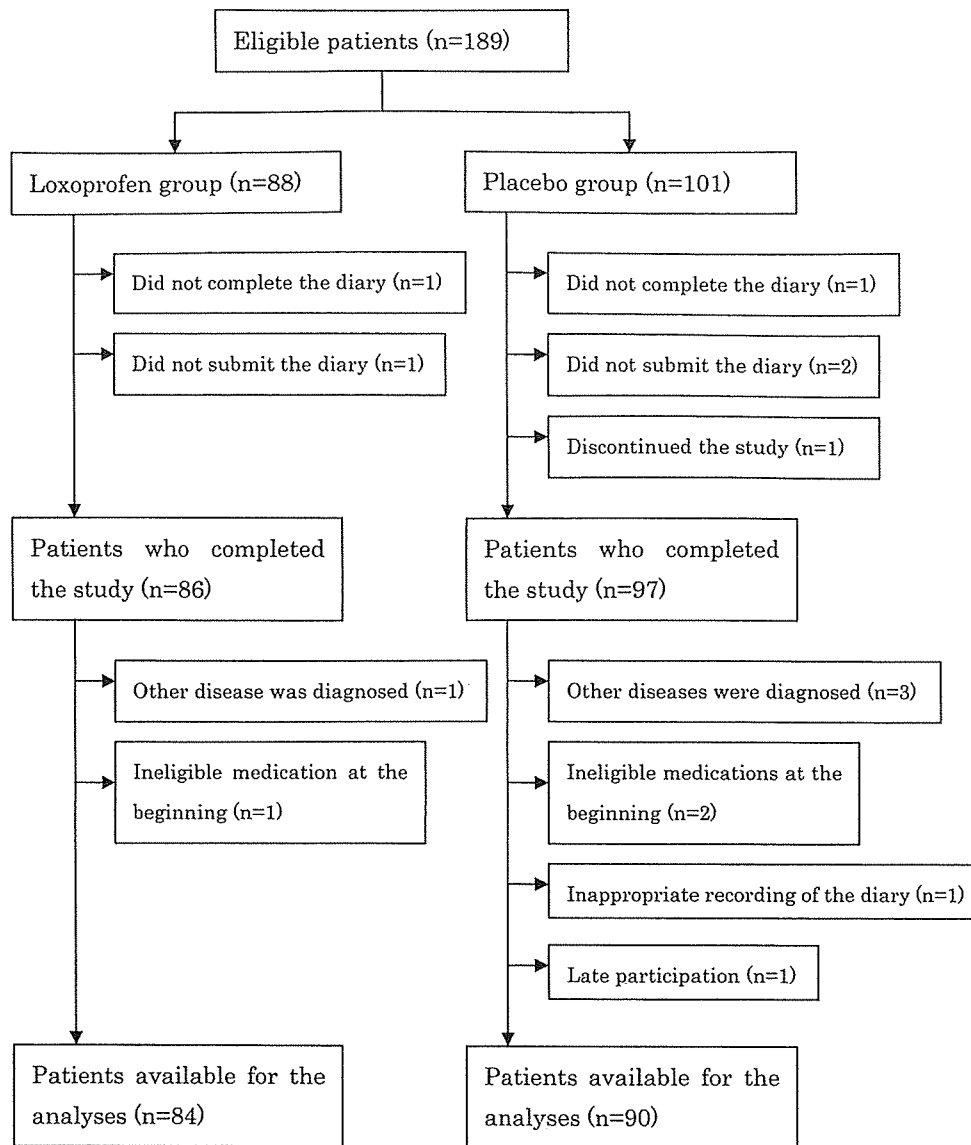 Eligible patients (n=189)
Loxoprofen group (n=88)
Placebo group (n=101)
Did not complete the diary (n=1)
Did not complete the diary (n=1)
Did not submit the diary (n=1)
Did not submit the diary (n=2)
Discontinued the study (n=1)
Patients who completed
the study (n=86)
Patients who completed
the study (n=97)
Other disease was diagnosed (n=1)
Other diseases were diagnosed (n=3)
Ineligible medication at the
beginning (n=1)
Ineligible medications at the
beginning (n=2)
Inappropriate recording of the diary (n=1)
Late participation (n=1)
Patients available for the
analyses (n=84)
Patients available for the
analyses (n=90)